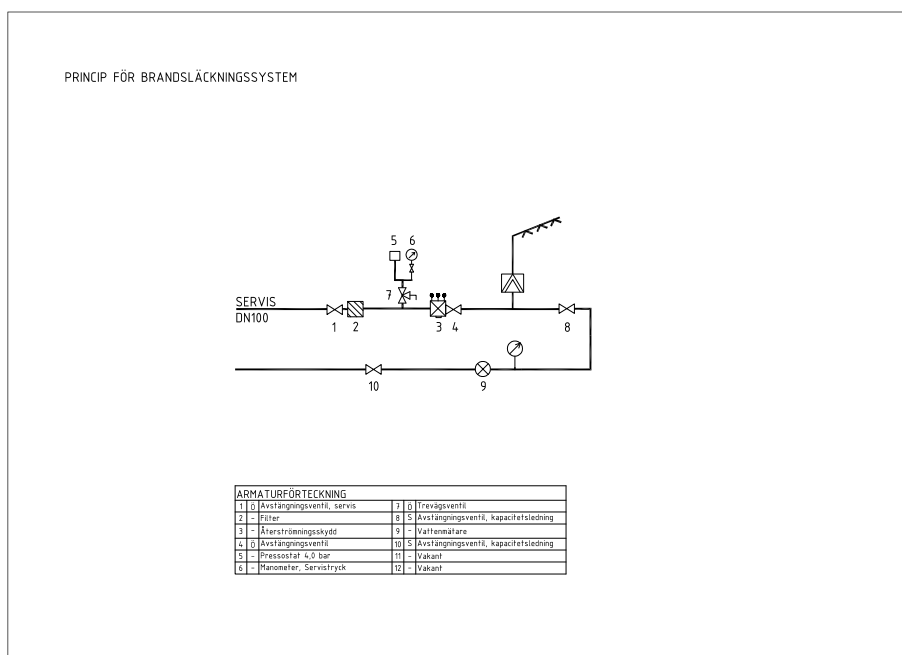 PRINCIP FÖR BRANDSLÄCKNINGSSYSTEM
5 6
7
SERVIS
DN100
1 2 3 4 8
10 9
ARMATURFÖRTECKNING
1 Ö Avstängningsventil, servis 7 Ö Trevägsventil
2 - Filter 8 S Avstängningsventil, kapacitetsledning
3 - Återströmningsskydd 9 - Vattenmätare
4 Ö Avstängningsventil 10 S Avstängningsventil, kapacitetsledning
5 - Pressostat 4,0 bar 11 - Vakant
6 - Manometer, Servistryck 12 - Vakant